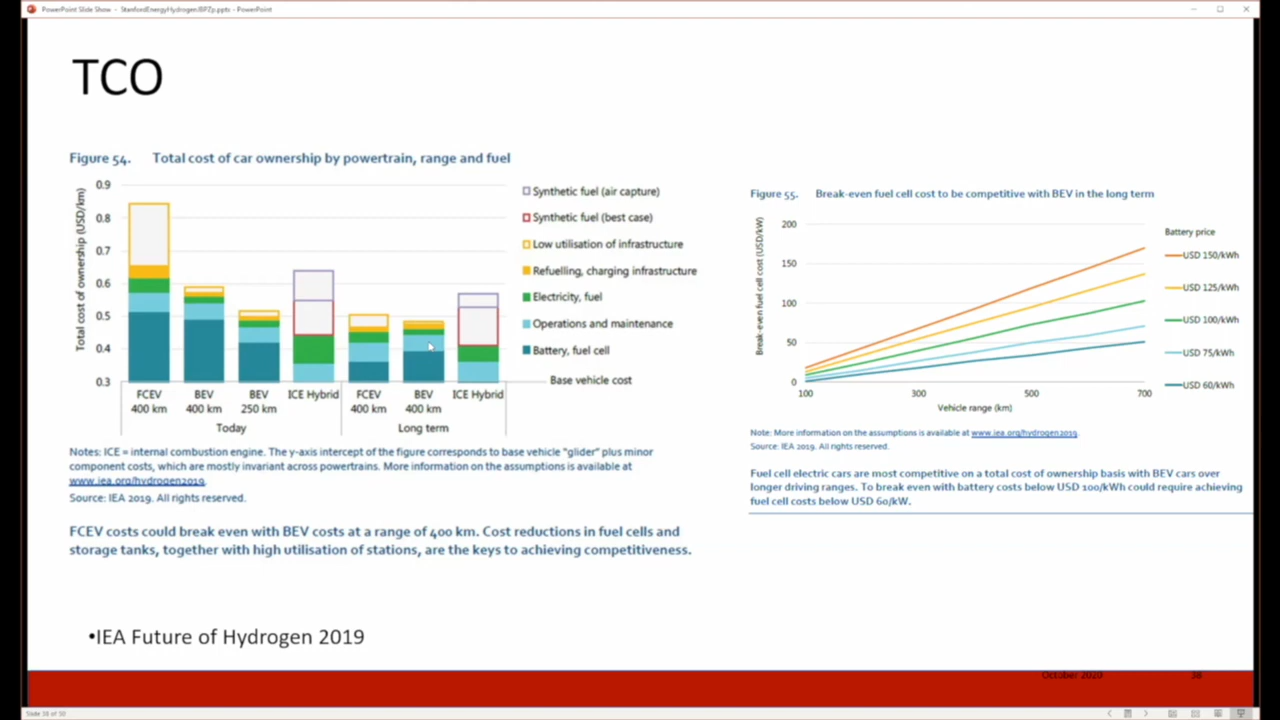 PowerPoint Slide Show - StanfordEnergyHydrogenJBPZp.pptx - PowerPoint
TCO
Figure 54. Total cost of car ownership by powertrain, range and fuel
Total cost of ownership (USD/km)
0.9
0.8
0.7
0.6
0.5
0.4
0.3
FCEV
400 km
BEV
400 km
BEV
250 km
ICE Hybrid
FCEV
400 km
BEV
400 km
ICE Hybrid
Today
Long term
Synthetic fuel (air capture)
Synthetic fuel (best case)
Low utilisation of infrastructure
Refuelling, charging infrastructure
Electricity, fuel
Operations and maintenance
Battery, fuel cell
Base vehicle cost
Notes: ICE = internal combustion engine. The y-axis intercept of the figure corresponds to base vehicle "glider" plus minor
component costs, which are mostly invariant across powertrains. More information on the assumptions is available at
www.iea.org/hydrogen2019.
Source: IEA 2019. All rights reserved.
FCEV costs could break even with BEV costs at a range of 400 km. Cost reductions in fuel cells and
storage tanks, together with high utilisation of stations, are the keys to achieving competitiveness.
Figure 55. Break-even fuel cell cost to be competitive with BEV in the long term
Break-even fuel cell cost (USD/kW)
200
150
100
50
0
100
300
500
700
Vehicle range (km)
Battery price
USD 150/kWh
USD 125/kWh
USD 100/kWh
USD 75/kWh
USD 60/kWh
Note: More information on the assumptions is available at www.iea.org/hydrogen2019.
Source: IEA 2019. All rights reserved.
Fuel cell electric cars are most competitive on a total cost of ownership basis with BEV cars over
longer driving ranges. To break even with battery costs below USD 100/kWh could require achieving
fuel cell costs below USD 60/kW.
•IEA Future of Hydrogen 2019
October 2020
38
Slide 38 of 50